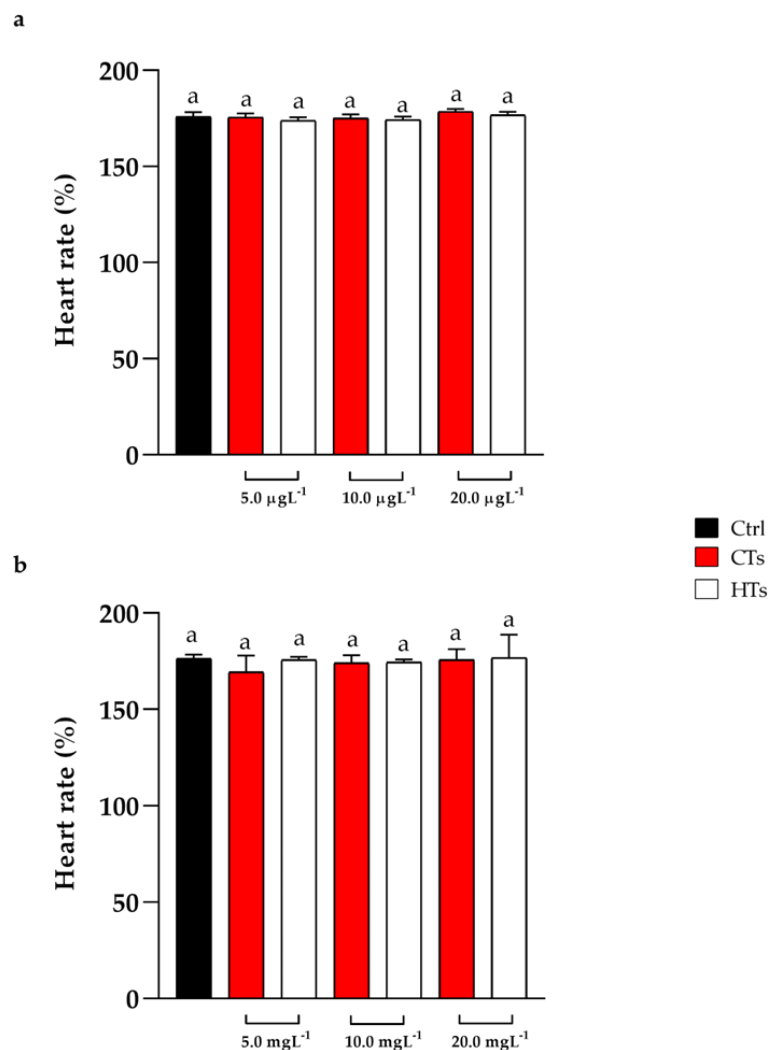 a
200
150
100
50
0
Heart rate (%)
a a a a a a a
5.0 µgL⁻¹ 10.0 µgL⁻¹ 20.0 µgL⁻¹
Ctrl
CTs
HTs
b
200
150
100
50
0
Heart rate (%)
a a a a a a a
5.0 mgL⁻¹ 10.0 mgL⁻¹ 20.0 mgL⁻¹